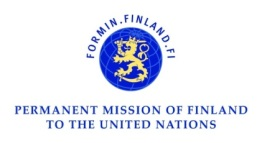 FORMIN.FINLAND.FI
PERMANENT MISSION OF FINLAND
TO THE UNITED NATIONS